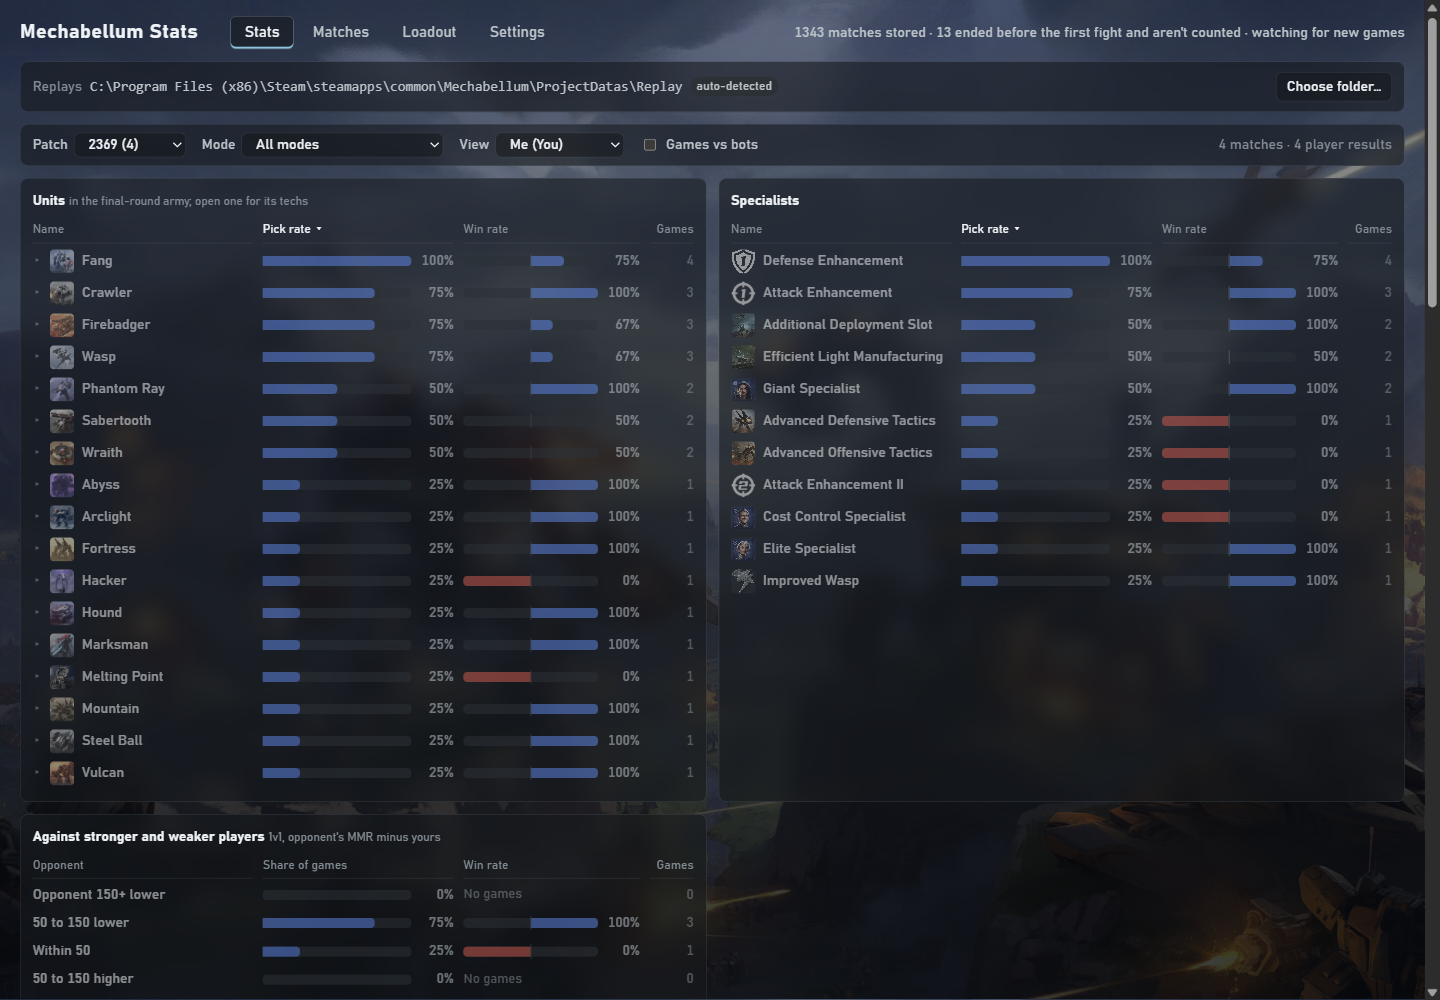 Mechabellum Stats
Stats Matches Loadout Settings
1343 matches stored · 13 ended before the first fight and aren't counted · watching for new games
Replays C:\Program Files (x86)\Steam\steamapps\common\Mechabellum\ProjectDatas\Replay auto-detected Choose folder...
Patch 2369 (4) Mode All modes View Me (You) Games vs bots 4 matches · 4 player results
Units in the final-round army; open one for its techs
Name Pick rate Win rate Games
Fang 100% 75% 4
Crawler 75% 100% 3
Firebadger 75% 67% 3
Wasp 75% 67% 3
Phantom Ray 50% 100% 2
Sabertooth 50% 50% 2
Wraith 50% 50% 2
Abyss 25% 100% 1
Arclight 25% 100% 1
Fortress 25% 100% 1
Hacker 25% 0% 1
Hound 25% 100% 1
Marksman 25% 100% 1
Melting Point 25% 0% 1
Mountain 25% 100% 1
Steel Ball 25% 100% 1
Vulcan 25% 100% 1
Specialists
Name Pick rate Win rate Games
Defense Enhancement 100% 75% 4
Attack Enhancement 75% 100% 3
Additional Deployment Slot 50% 100% 2
Efficient Light Manufacturing 50% 50% 2
Giant Specialist 50% 100% 2
Advanced Defensive Tactics 25% 0% 1
Advanced Offensive Tactics 25% 0% 1
Attack Enhancement II 25% 0% 1
Cost Control Specialist 25% 0% 1
Elite Specialist 25% 100% 1
Improved Wasp 25% 100% 1
Against stronger and weaker players 1v1, opponent's MMR minus yours
Opponent Share of games Win rate Games
Opponent 150+ lower 0% No games 0
50 to 150 lower 75% 100% 3
Within 50 25% 0% 1
50 to 150 higher 0% No games 0